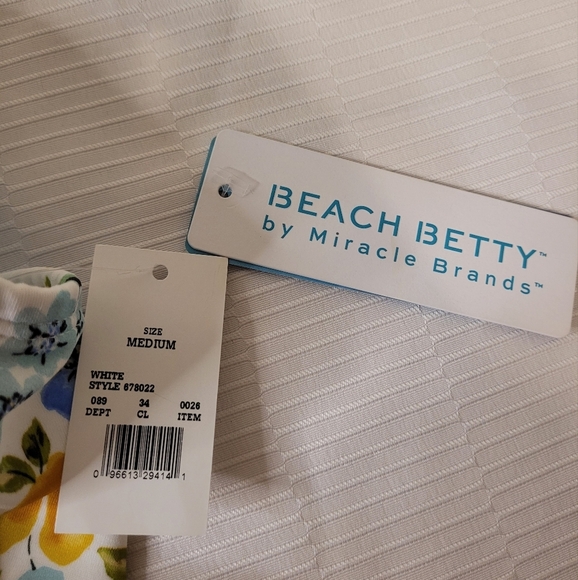 BEACH BETTY™
by Miracle Brands™
SIZE
MEDIUM
WHITE
STYLE 678022
089 34 0026
DEPT CL ITEM
0 96613 29414 1